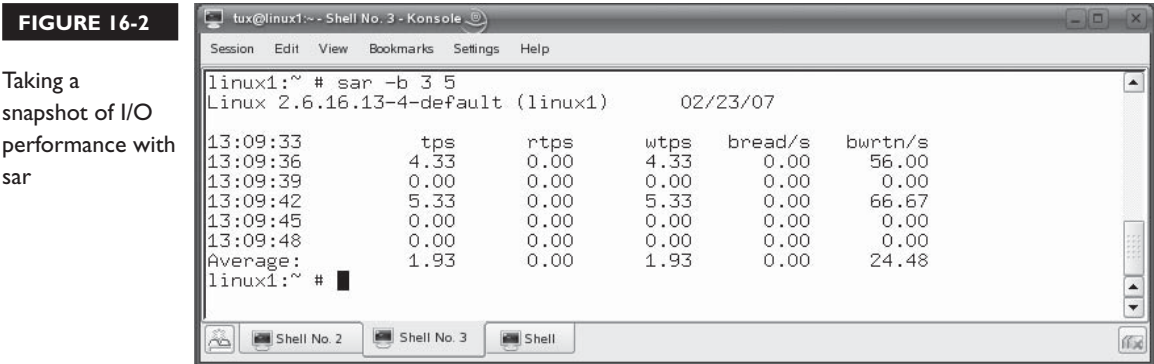 FIGURE 16-2
Taking a
snapshot of I/O
performance with
sar
tux@linux1:~ - Shell No. 3 - Konsole
Session Edit View Bookmarks Settings Help
linux1:~ # sar -b 3 5
Linux 2.6.16.13-4-default (linux1) 02/23/07
13:09:33 tps rtps wtps bread/s bwrtn/s
13:09:36 4.33 0.00 4.33 0.00 56.00
13:09:39 0.00 0.00 0.00 0.00 0.00
13:09:42 5.33 0.00 5.33 0.00 66.67
13:09:45 0.00 0.00 0.00 0.00 0.00
13:09:48 0.00 0.00 0.00 0.00 0.00
Average: 1.93 0.00 1.93 0.00 24.48
linux1:~ #
Shell No. 2 Shell No. 3 Shell